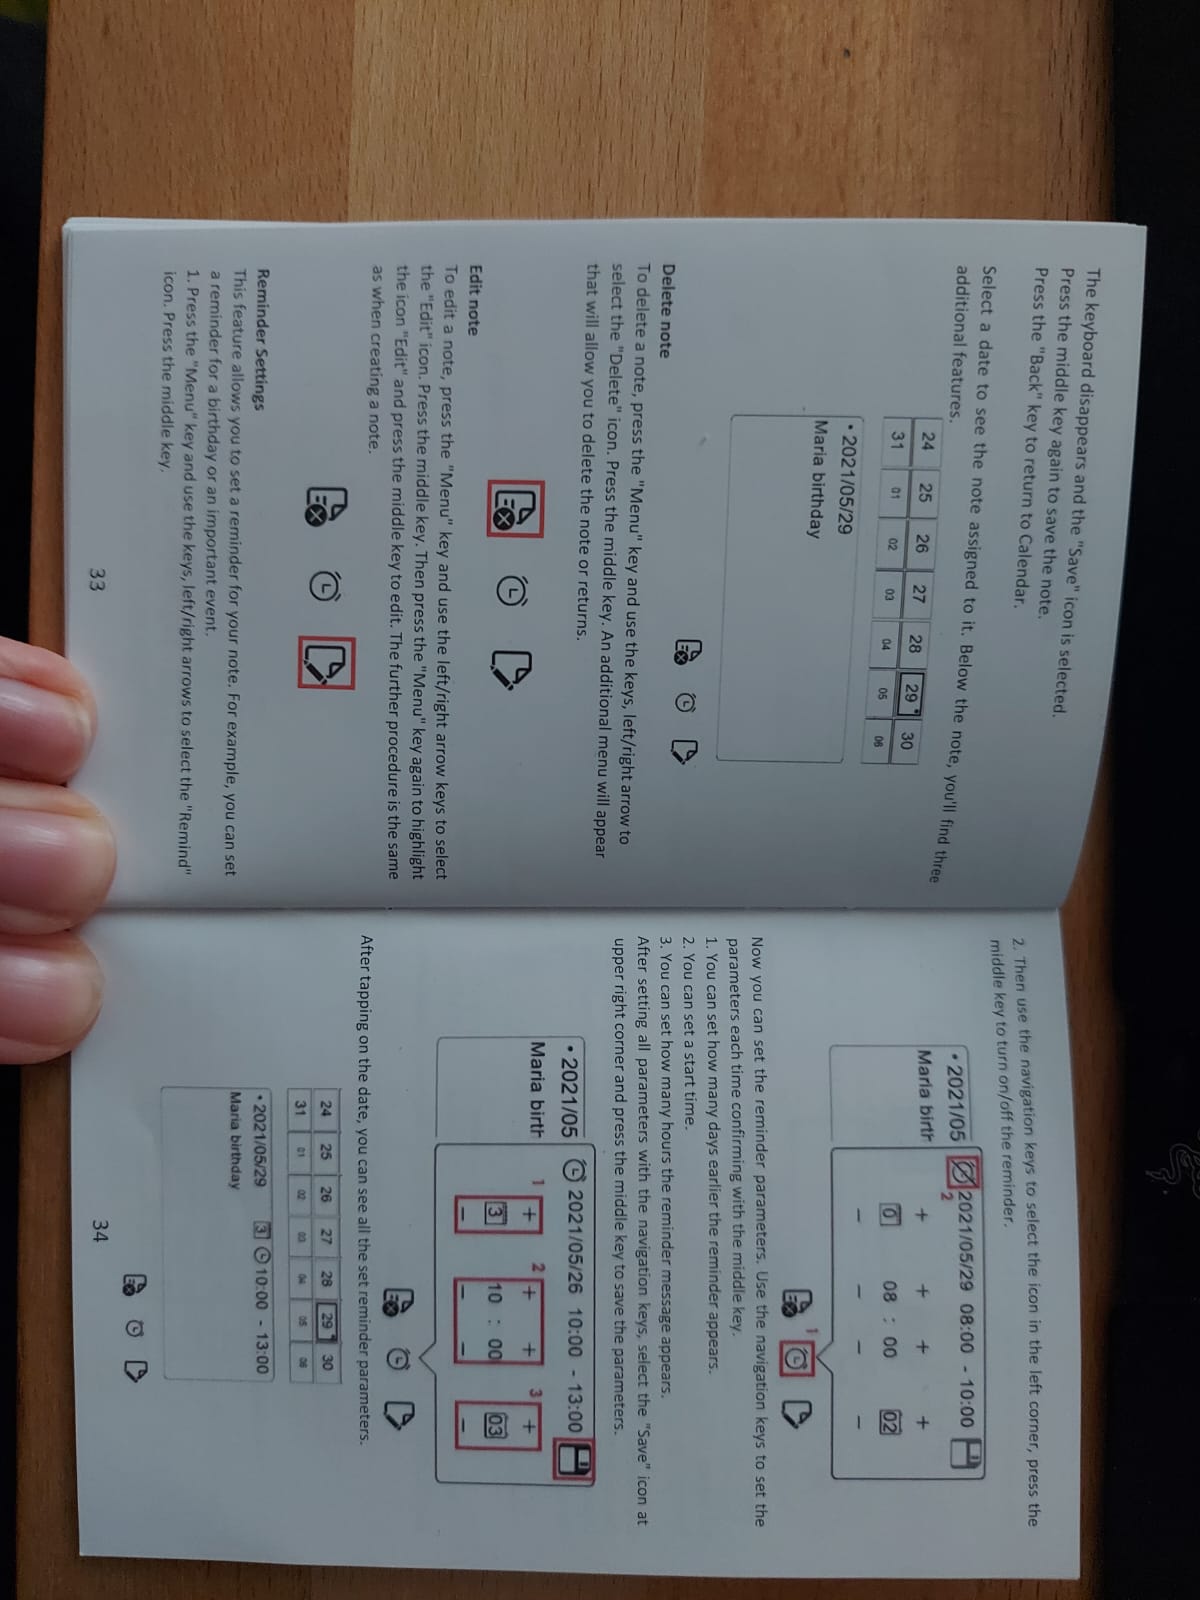 The keyboard disappears and the "Save" icon is selected.
Press the middle key again to save the note.
Press the "Back" key to return to Calendar.
Select a date to see the note assigned to it. Below the note, you'll find three
additional features.
24 25 26 27 28 29 30
31 01 02 03 04 05 06
• 2021/05/29
Maria birthday
Delete note
To delete a note, press the "Menu" key and use the keys, left/right arrow to
select the "Delete" icon. Press the middle key. An additional menu will appear
that will allow you to delete the note or returns.
Edit note
To edit a note, press the "Menu" key and use the left/right arrow keys to select
the "Edit" icon. Press the middle key. Then press the "Menu" key again to highlight
the icon "Edit" and press the middle key to edit. The further procedure is the same
as when creating a note.
Reminder Settings
This feature allows you to set a reminder for your note. For example, you can set
a reminder for a birthday or an important event.
1. Press the "Menu" key and use the keys, left/right arrows to select the "Remind"
icon. Press the middle key.
33
2. Then use the navigation keys to select the icon in the left corner, press the
middle key to turn on/off the reminder.
• 2021/05 2021/05/29 08:00 - 10:00
2
Maria birth + + + +
0 08 : 00 02
– – – –
1
Now you can set the reminder parameters. Use the navigation keys to set the
parameters each time confirming with the middle key.
1. You can set how many days earlier the reminder appears.
2. You can set a start time.
3. You can set how many hours the reminder message appears.
After setting all parameters with the navigation keys, select the "Save" icon at
upper right corner and press the middle key to save the parameters.
• 2021/05 2021/05/26 10:00 - 13:00
Maria birth 1 + 2 + + 3 +
3 10 : 00 03
– – – –
After tapping on the date, you can see all the set reminder parameters.
24 25 26 27 28 29 30
31 01 02 03 04 05 06
• 2021/05/29 3 10:00 - 13:00
Maria birthday
34